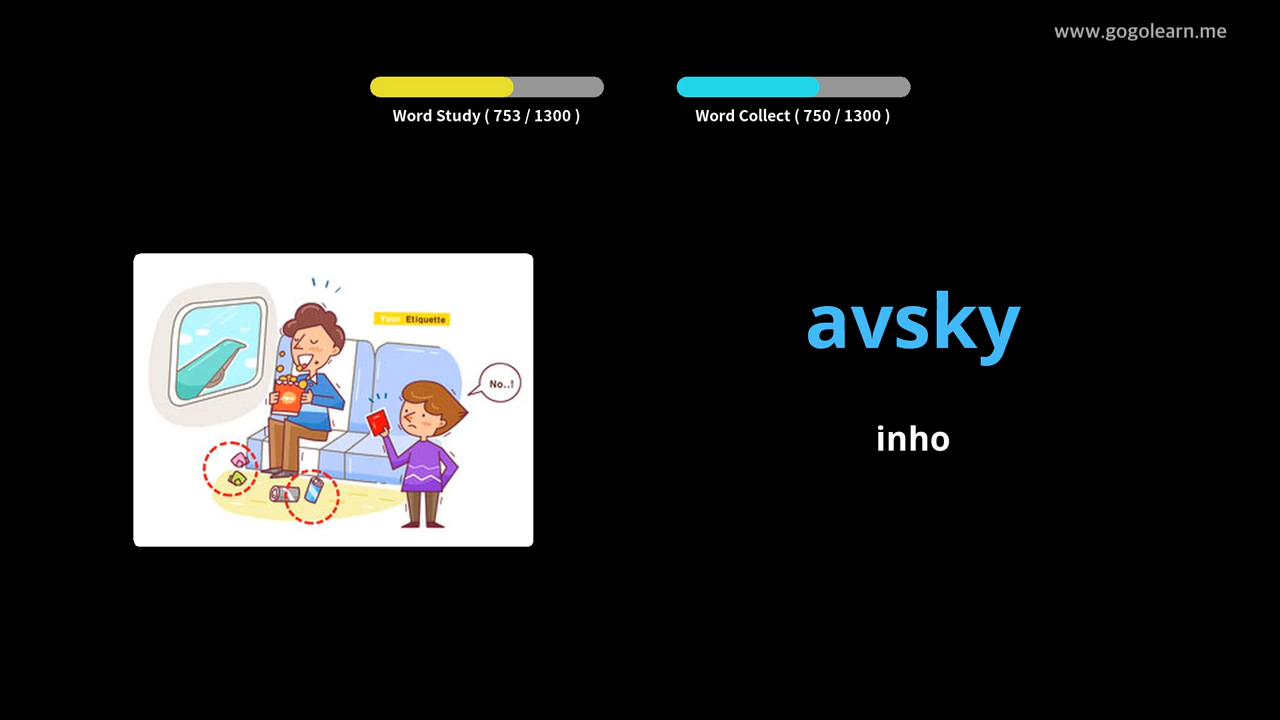 www.gogolearn.me
Word Study ( 753 / 1300 )
Word Collect ( 750 / 1300 )
Your Etiquette
No..!
avsky
inho